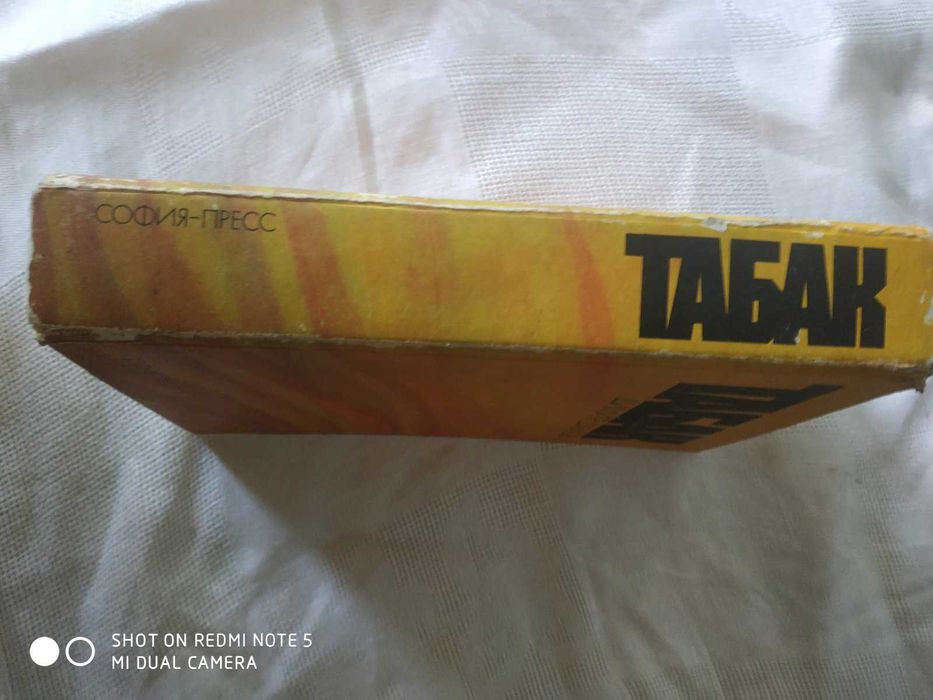 СОФИЯ-ПРЕСС
ТАБАК
SHOT ON REDMI NOTE 5
MI DUAL CAMERA